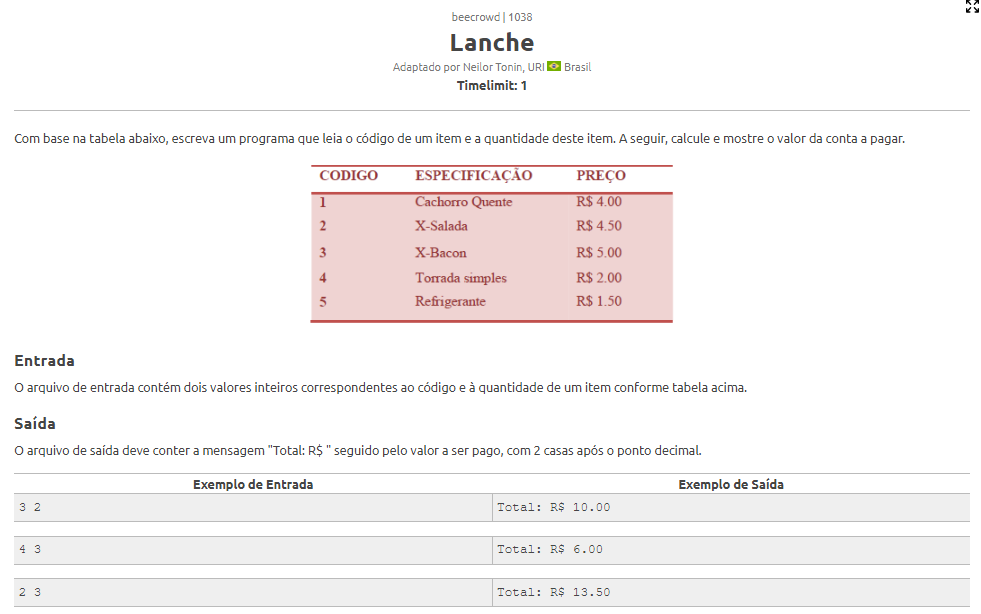 beecrowd | 1038
Lanche
Adaptado por Neilor Tonin, URI Brasil
Timelimit: 1
Com base na tabela abaixo, escreva um programa que leia o código de um item e a quantidade deste item. A seguir, calcule e mostre o valor da conta a pagar.
CODIGO ESPECIFICAÇÃO PREÇO
1 Cachorro Quente R$ 4.00
2 X-Salada R$ 4.50
3 X-Bacon R$ 5.00
4 Torrada simples R$ 2.00
5 Refrigerante R$ 1.50
Entrada
O arquivo de entrada contém dois valores inteiros correspondentes ao código e à quantidade de um item conforme tabela acima.
Saída
O arquivo de saída deve conter a mensagem "Total: R$ " seguido pelo valor a ser pago, com 2 casas após o ponto decimal.
Exemplo de Entrada Exemplo de Saída
3 2 Total: R$ 10.00
4 3 Total: R$ 6.00
2 3 Total: R$ 13.50